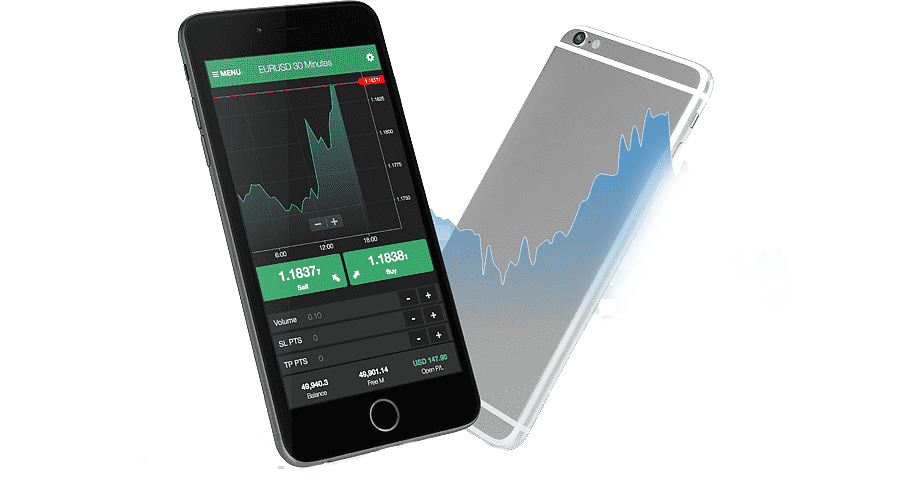 MENU EURUSD 30 Minutes
1.18377
1.1825
1.1800
1.1775
1.1750
- +
6:00 12:00 18:00
1.18377 1.18381
Sell Buy
Volume 0.10 - +
SL PTS 0 - +
TP PTS 0 - +
49,940.3 49,901.14 USD 147.90
Balance Free M Open P/L